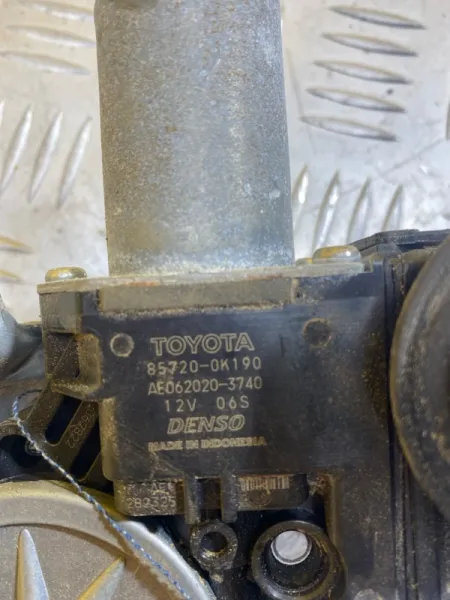 TOYOTA
85720-0K190
AE062020-3740
12V 06S
DENSO
MADE IN INDONESIA